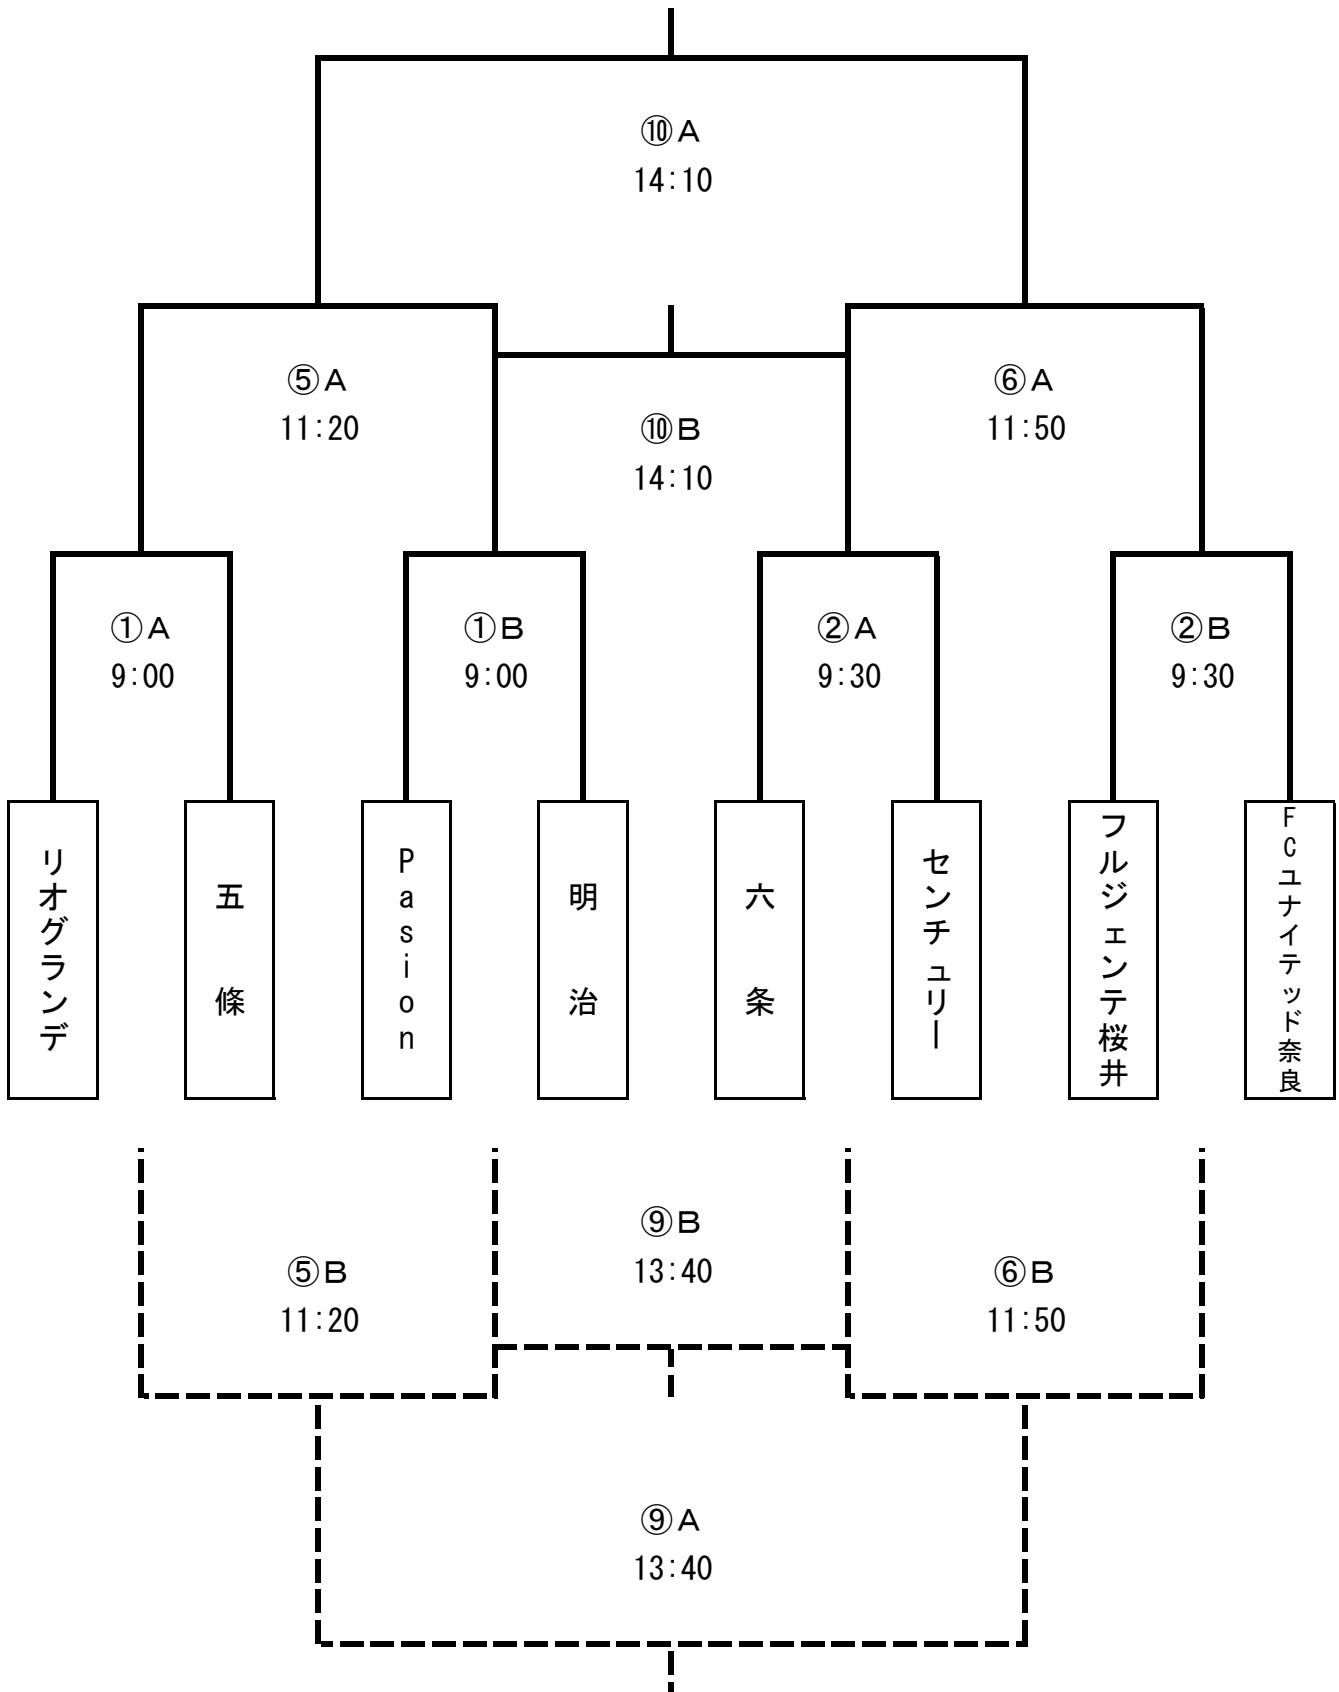 ⑩A
14:10
⑤A
11:20
⑥A
11:50
⑩B
14:10
①A
9:00
①B
9:00
②A
9:30
②B
9:30
リオグランデ
五條
Pasion
明治
六条
センチュリー
フルジェンテ桜井
FCユナイテッド奈良
⑨B
13:40
⑤B
11:20
⑥B
11:50
⑨A
13:40